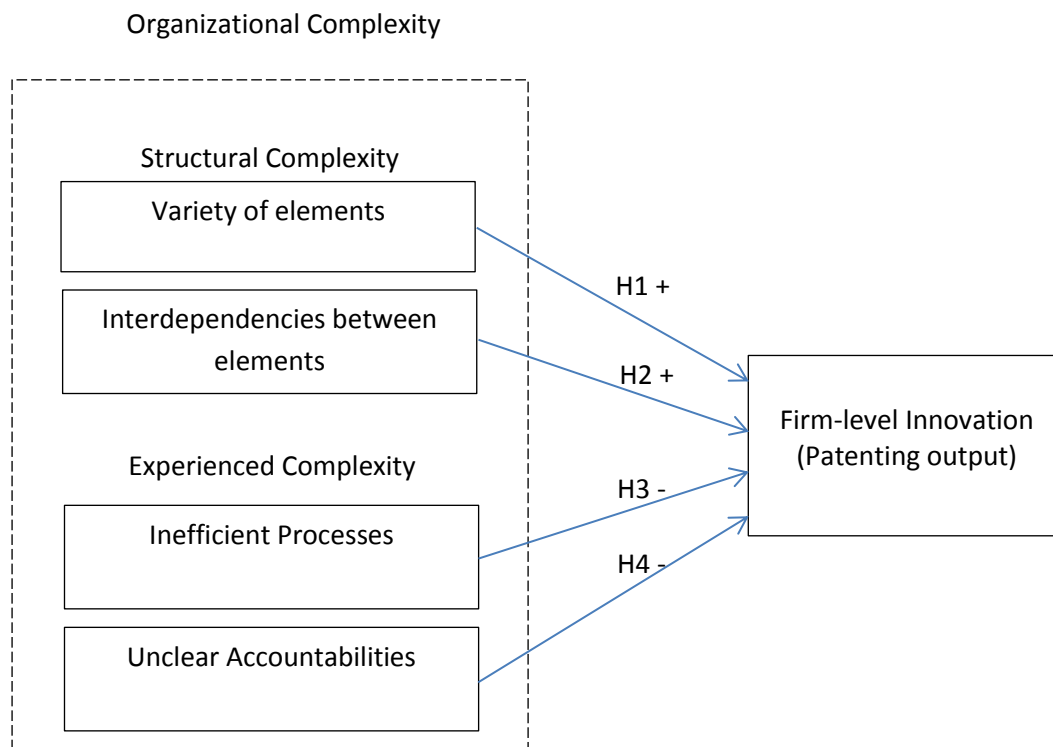 Organizational Complexity
Structural Complexity
Variety of elements
Interdependencies between
elements
Experienced Complexity
Inefficient Processes
Unclear Accountabilities
H1 +
H2 +
H3 -
H4 -
Firm-level Innovation
(Patenting output)